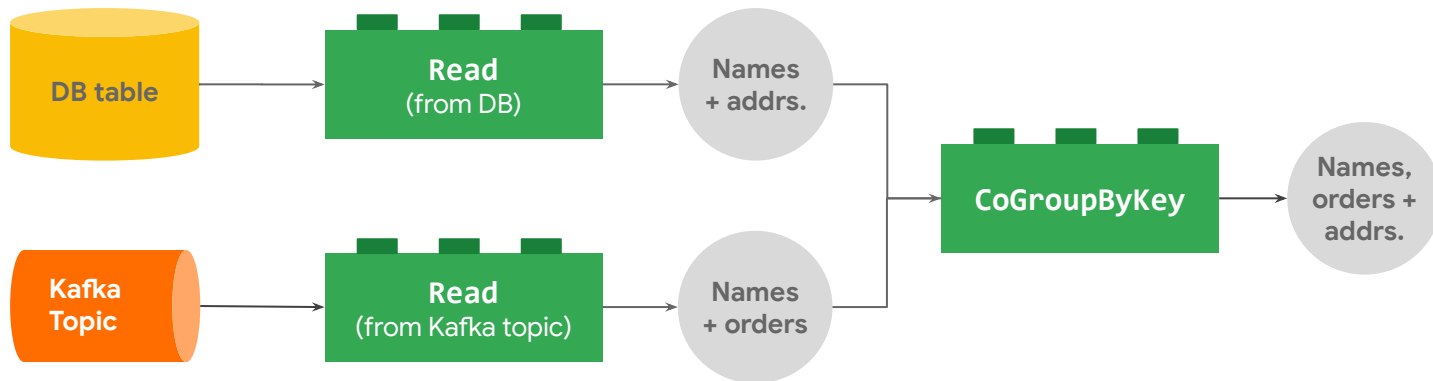 DB table
Read
(from DB)
Names
+ addrs.
CoGroupByKey
Names,
orders +
addrs.
Kafka
Topic
Read
(from Kafka topic)
Names
+ orders